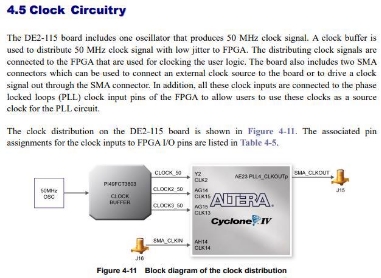 4.5 Clock Circuitry
The DE2-115 board includes one oscillator that produces 50 MHz clock signal. A clock buffer is
used to distribute 50 MHz clock signal with low jitter to FPGA. The distributing clock signals are
connected to the FPGA that are used for clocking the user logic. The board also includes two SMA
connectors which can be used to connect an external clock source to the board or to drive a clock
signal out through the SMA connector. In addition, all these clock inputs are connected to the phase
locked loops (PLL) clock input pins of the FPGA to allow users to use these clocks as a source
clock for the PLL circuit.
The clock distribution on the DE2-115 board is shown in Figure 4-11. The associated pin
assignments for the clock inputs to FPGA I/O pins are listed in Table 4-5.
50MHz
OSC
PI49FCT3803
CLOCK
BUFFER
CLOCK_50
CLOCK2_50
CLOCK3_50
SMA_CLKIN
J16
Y2
CLK2
AG14
CLK15
AG15
CLK13
AH14
CLK14
AE23 PLL4_CLKOUTp
ALTERA
Cyclone IV
SMA_CLKOUT
J15
Figure 4-11 Block diagram of the clock distribution